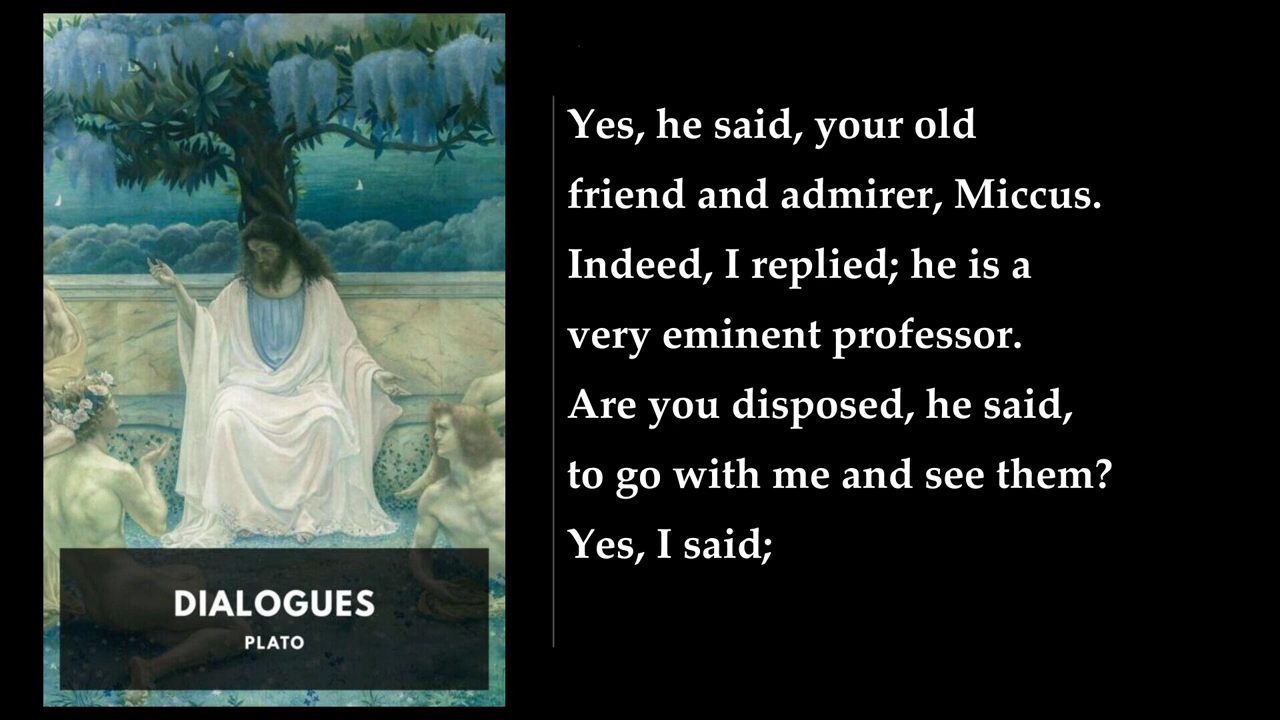 Yes, he said, your old
friend and admirer, Miccus.
Indeed, I replied; he is a
very eminent professor.
Are you disposed, he said,
to go with me and see them?
Yes, I said;
DIALOGUES
PLATO